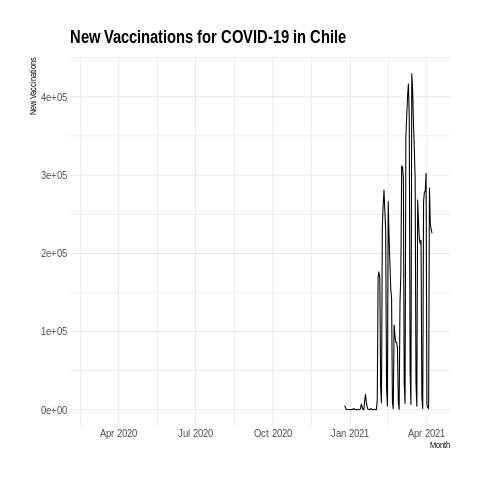 New Vaccinations for COVID-19 in Chile
New Vaccinations
4e+05
3e+05
2e+05
1e+05
0e+00
Apr 2020 Jul 2020 Oct 2020 Jan 2021 Apr 2021
Month